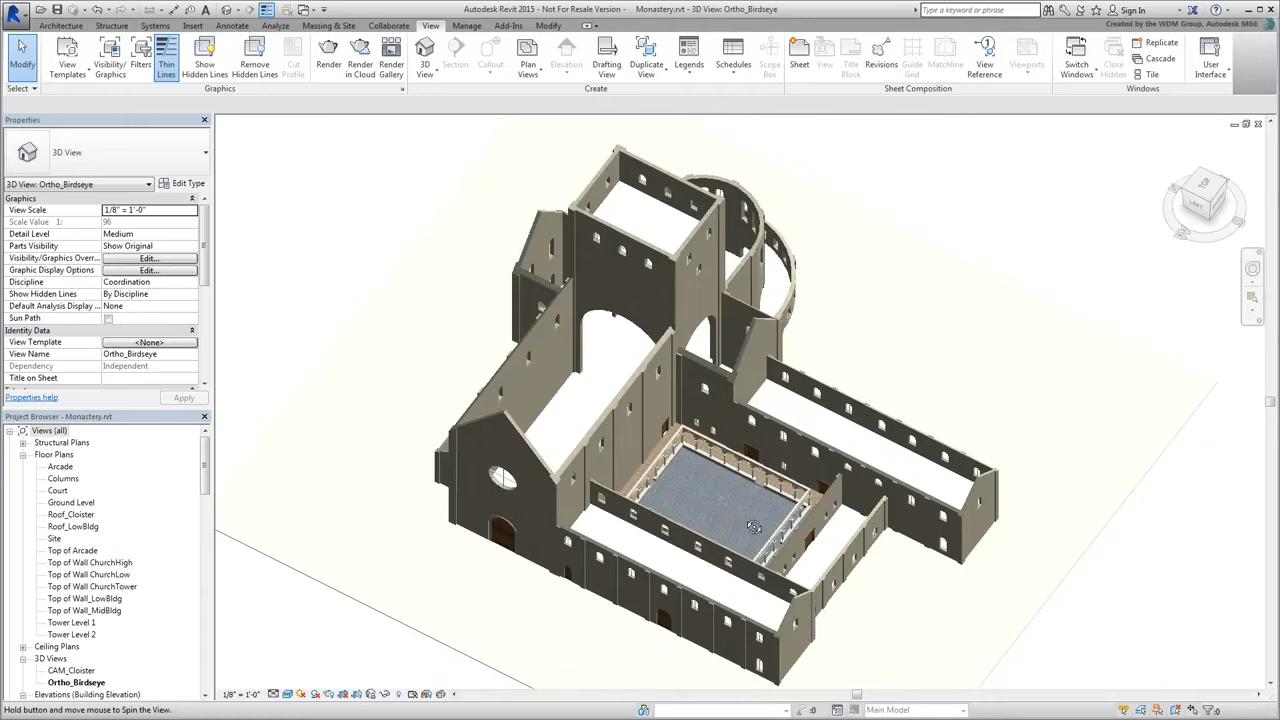 Autodesk Revit 2015 - Not For Resale Version - Monastery.rvt - 3D View: Ortho_Birdseye
Type a keyword or phrase
Sign In
Architecture Structure Systems Insert Annotate Analyze Massing & Site Collaborate View Manage Add-Ins Modify
Created by the WDM Group, Autodesk M&E
Modify View Templates Visibility/ Graphics Filters Thin Lines Show Hidden Lines Remove Hidden Lines Cut Profile Render Render in Cloud Render Gallery 3D View Section Callout Plan Views Elevation Drafting View Duplicate View Legends Schedules Scope Box Sheet View Title Block Revisions Guide Grid Matchline View Reference Viewports Switch Windows Close Hidden Replicate Cascade Tile User Interface
Select Graphics Create Sheet Composition Windows
Properties
3D View
3D View: Ortho_Birdseye Edit Type
Graphics
View Scale 1/8" = 1'-0"
Scale Value 1: 96
Detail Level Medium
Parts Visibility Show Original
Visibility/Graphics Overr... Edit...
Graphic Display Options Edit...
Discipline Coordination
Show Hidden Lines By Discipline
Default Analysis Display ... None
Sun Path
Identity Data
View Template <None>
View Name Ortho_Birdseye
Dependency Independent
Title on Sheet
Properties help Apply
Project Browser - Monastery.rvt
Views (all)
Structural Plans
Floor Plans
Arcade
Columns
Court
Ground Level
Roof_Cloister
Roof_LowBldg
Site
Top of Arcade
Top of Wall ChurchHigh
Top of Wall ChurchLow
Top of Wall ChurchTower
Top of Wall_LowBldg
Top of Wall_MidBldg
Tower Level 1
Tower Level 2
Ceiling Plans
3D Views
CAM_Cloister
Ortho_Birdseye
Elevations (Building Elevation)
TOP
LEFT
1/8" = 1'-0"
Hold button and move mouse to Spin the View.
:0
Main Model
:0